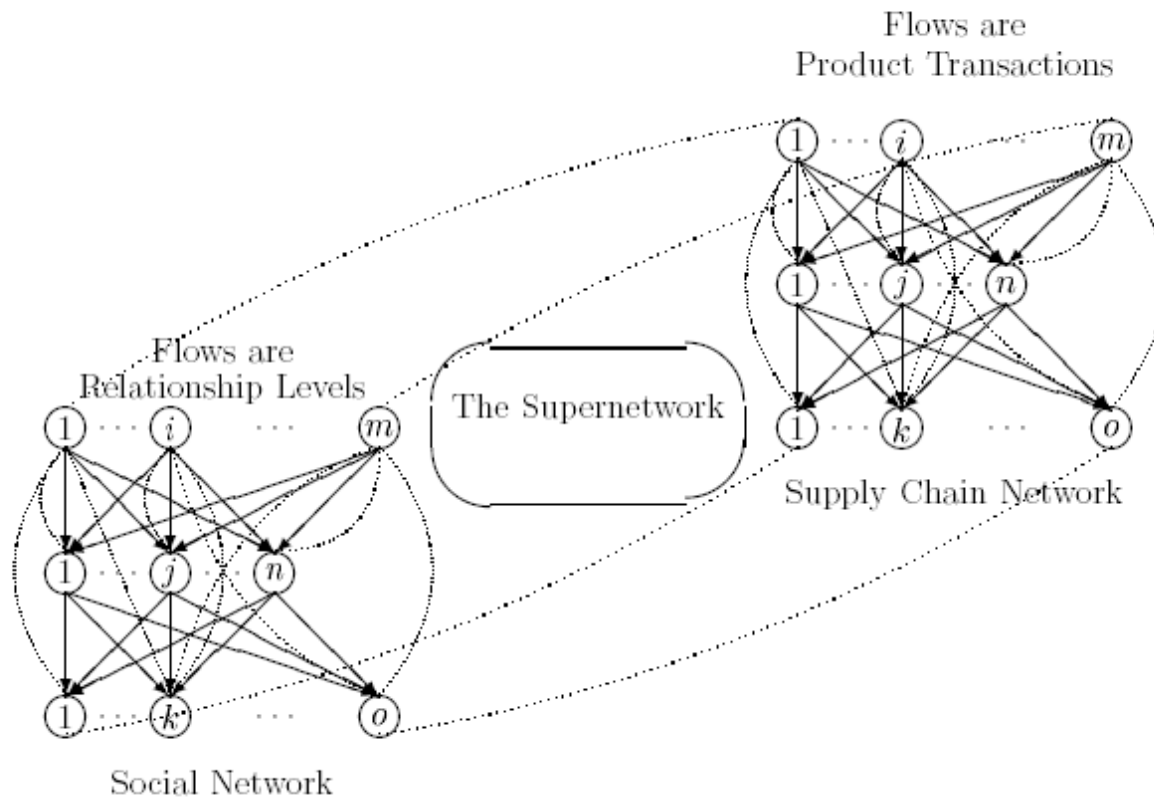 Flows are
Product Transactions
1 ··· i ··· m
1 ··· j ··· n
1 ··· k ··· o
Supply Chain Network
The Supernetwork
Flows are
Relationship Levels
1 ··· i ··· m
1 ··· j ··· n
1 ··· k ··· o
Social Network